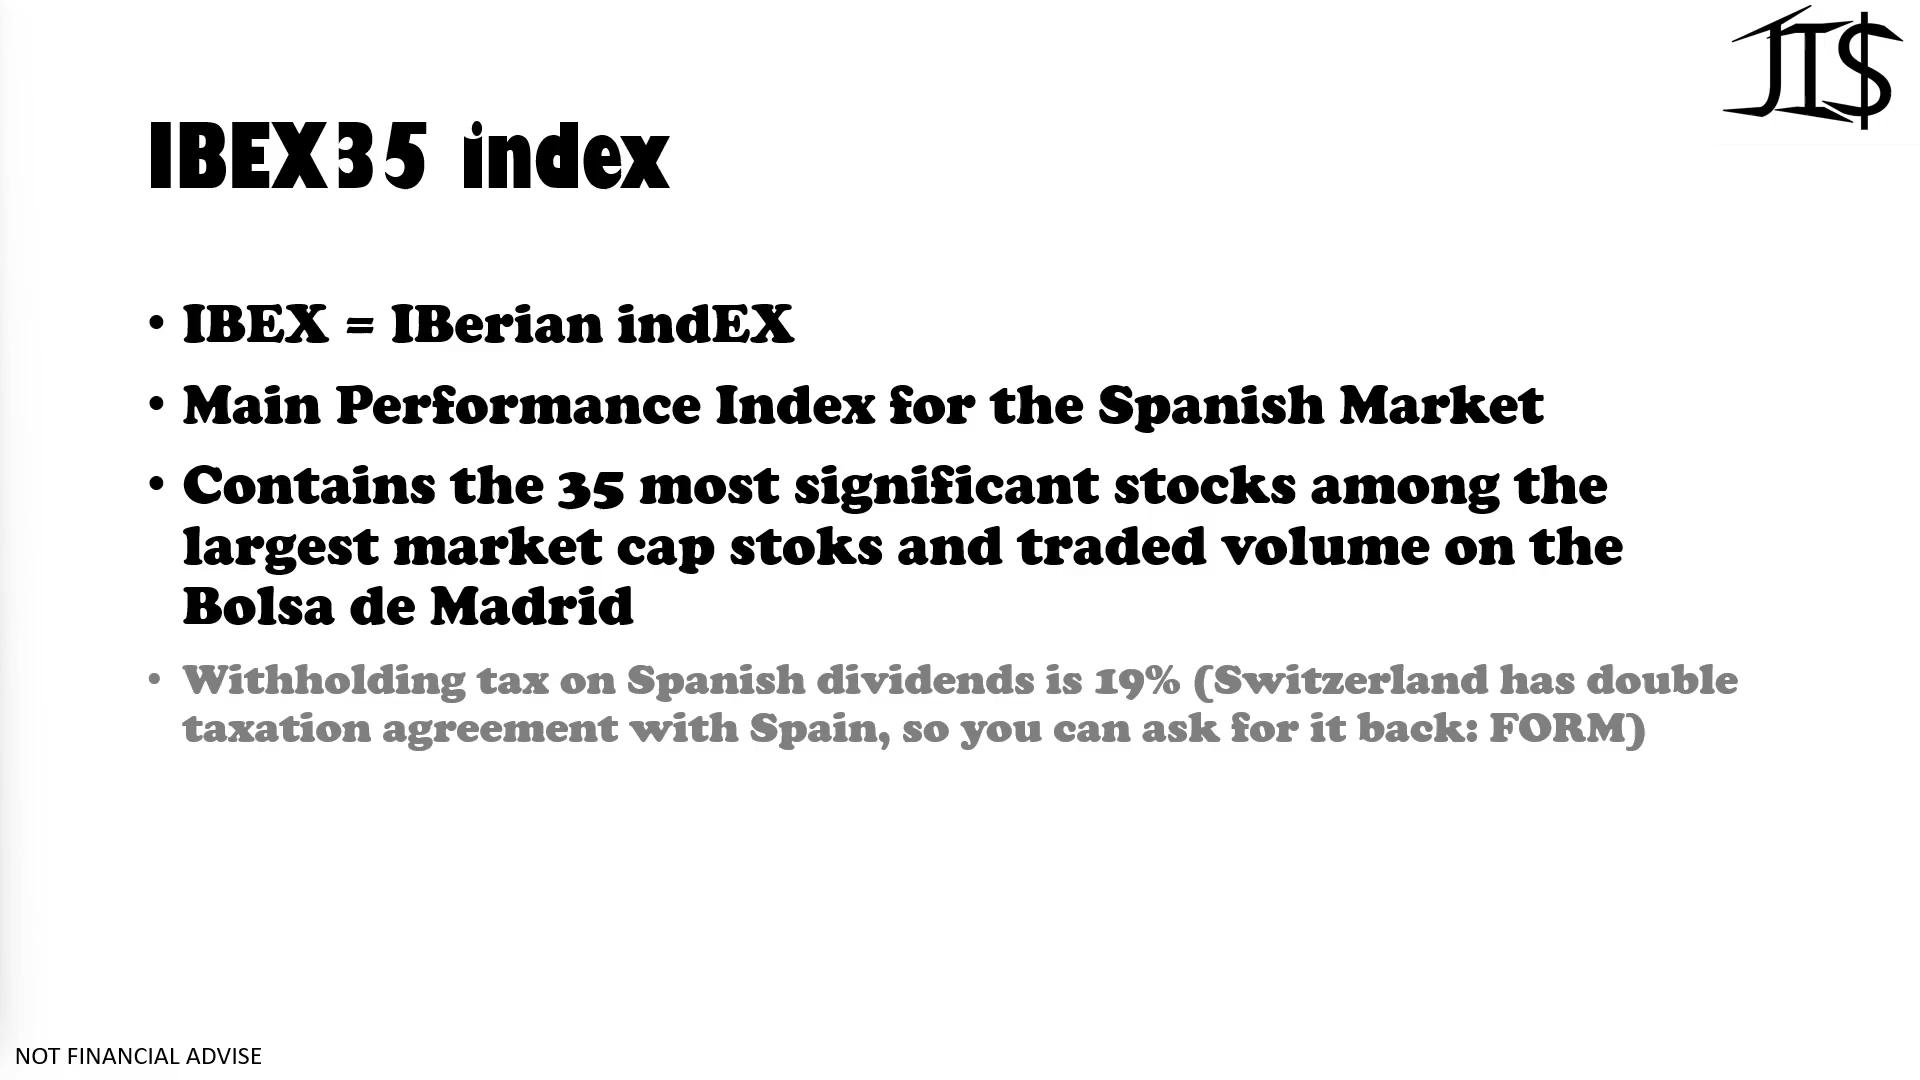 JI$
IBEX35 index
• IBEX = IBerian indEX
• Main Performance Index for the Spanish Market
• Contains the 35 most significant stocks among the
largest market cap stoks and traded volume on the
Bolsa de Madrid
• Withholding tax on Spanish dividends is 19% (Switzerland has double
taxation agreement with Spain, so you can ask for it back: FORM)
NOT FINANCIAL ADVISE